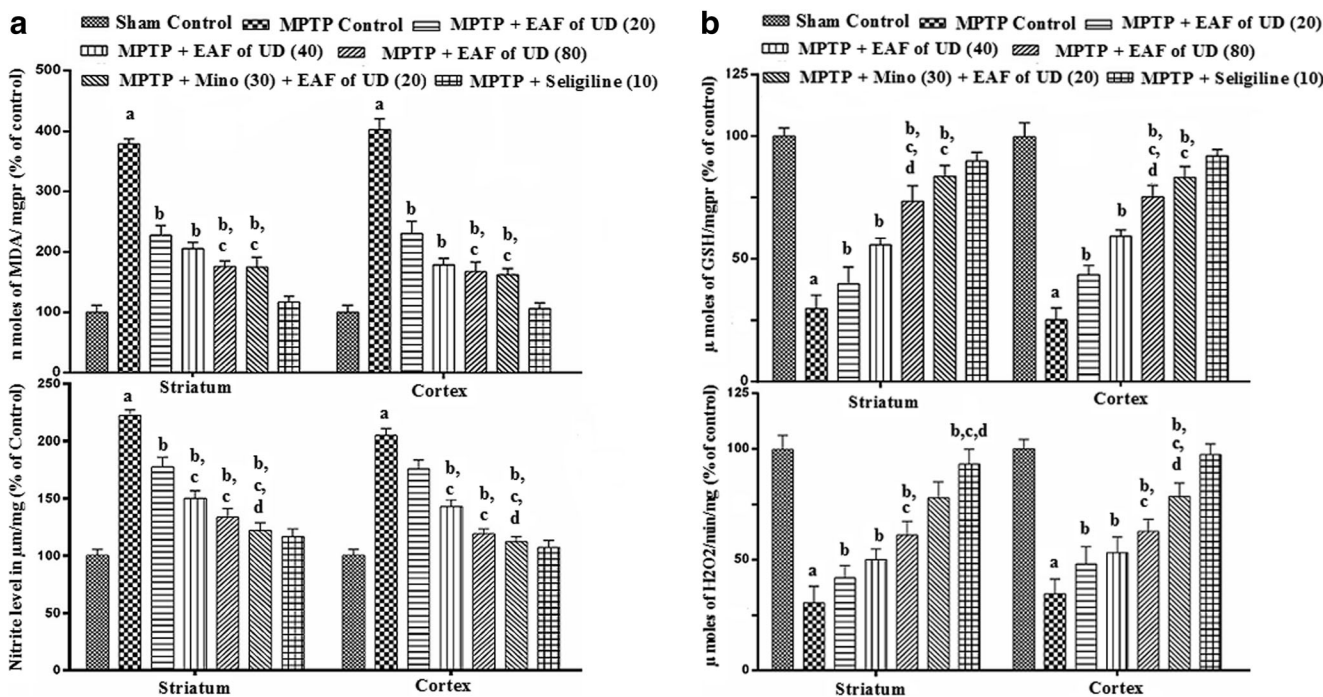 a
Sham Control MPTP Control MPTP + EAF of UD (20)
MPTP + EAF of UD (40) MPTP + EAF of UD (80)
MPTP + Mino (30) + EAF of UD (20) MPTP + Seligiline (10)
n moles of MDA/ mgpr (% of control)
500
400
300
200
100
0
a
b
b
b,
c
b,
c
a
b
b
b,
c
b,
c
Striatum Cortex
Nitrite level in µm/mg (% of Control)
250
200
150
100
50
0
a
b
b,
c
b,
c
b,
c,
d
a
b,
c
b,
c
b,
c,
d
Striatum Cortex
b
Sham Control MPTP Control MPTP + EAF of UD (20)
MPTP + EAF of UD (40) MPTP + EAF of UD (80)
MPTP + Mino (30) + EAF of UD (20) MPTP + Seligiline (10)
µ moles of GSH/mgpr (% of control)
125
100
50
0
a
b
b
b,
c,
d
b,
c
a
b
b
b,
c,
d
b,
c
Striatum Cortex
µ moles of H2O2/min/mg (% of control)
100
50
0
a
b
b
b,
c
b,c,d
a
b
b
b,
c
b,
c,
d
Striatum Cortex